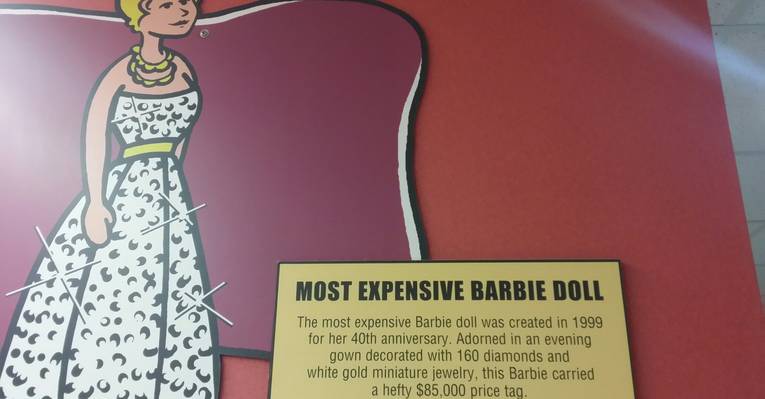 MOST EXPENSIVE BARBIE DOLL
The most expensive Barbie doll was created in 1999
for her 40th anniversary. Adorned in an evening
gown decorated with 160 diamonds and
white gold miniature jewelry, this Barbie carried
a hefty $85,000 price tag.